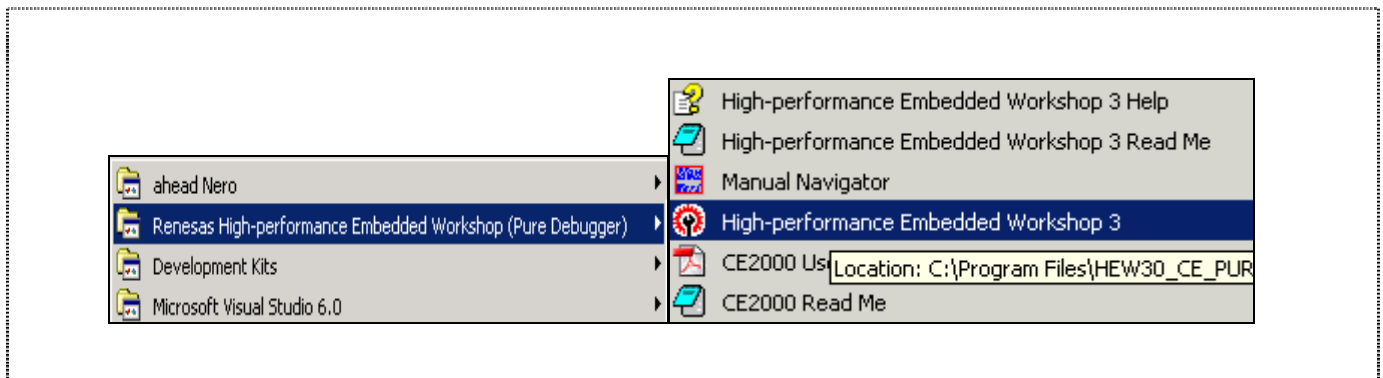 ahead Nero
Renesas High-performance Embedded Workshop (Pure Debugger)
Development Kits
Microsoft Visual Studio 6.0
High-performance Embedded Workshop 3 Help
High-performance Embedded Workshop 3 Read Me
Manual Navigator
High-performance Embedded Workshop 3
CE2000 Us
Location: C:\Program Files\HEW30_CE_PUR
CE2000 Read Me